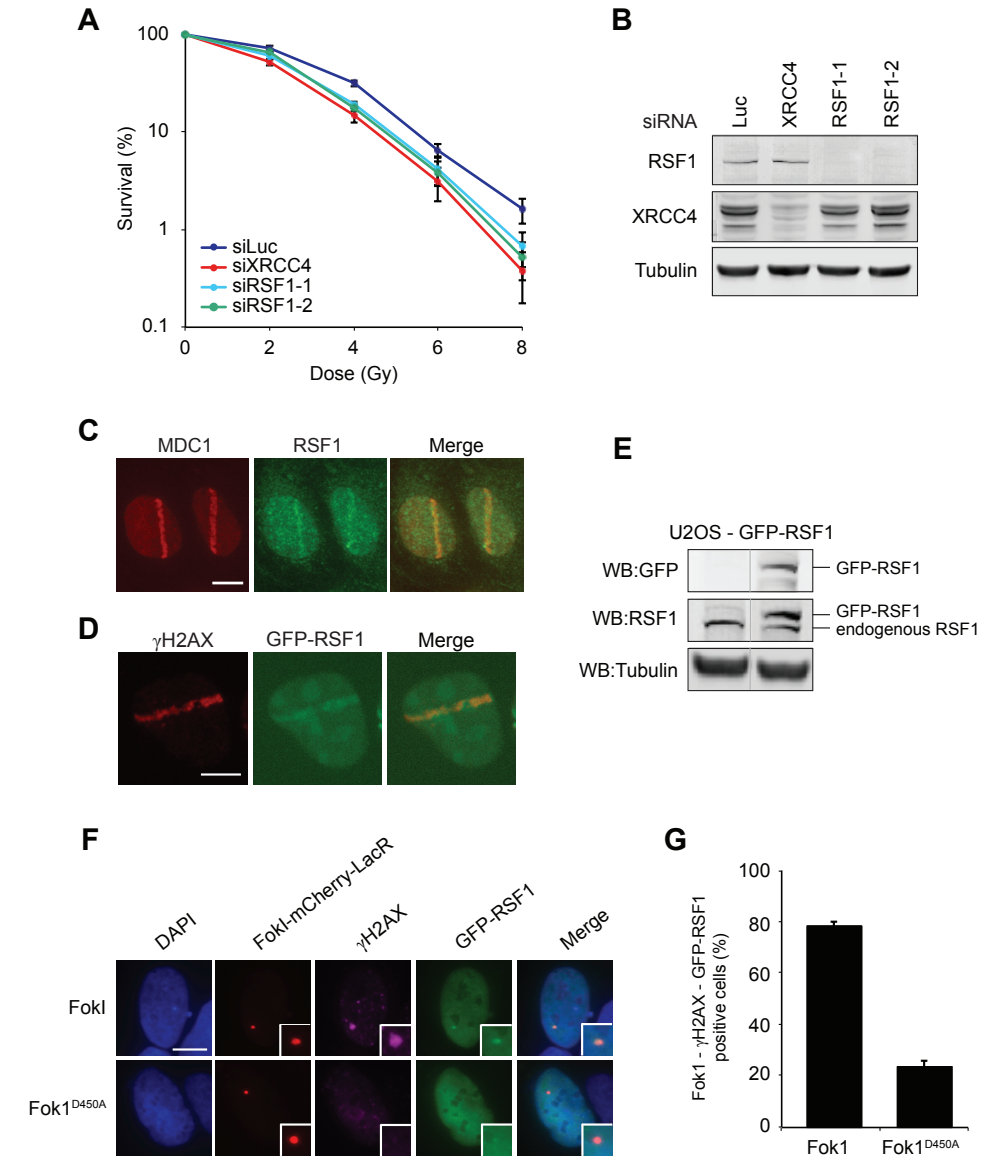 A
100
10
1
0.1
Survival (%)
siLuc
siXRCC4
siRSF1-1
siRSF1-2
0 2 4 6 8
Dose (Gy)
B
siRNA Luc XRCC4 RSF1-1 RSF1-2
RSF1
XRCC4
Tubulin
C
MDC1 RSF1 Merge
D
γH2AX GFP-RSF1 Merge
E
U2OS - GFP-RSF1
WB:GFP GFP-RSF1
WB:RSF1 GFP-RSF1
endogenous RSF1
WB:Tubulin
F
DAPI FokI-mCherry-LacR γH2AX GFP-RSF1 Merge
FokI
Fok1D450A
G
Fok1 - γH2AX - GFP-RSF1
positive cells (%)
100
80
60
40
20
0
Fok1 Fok1D450A